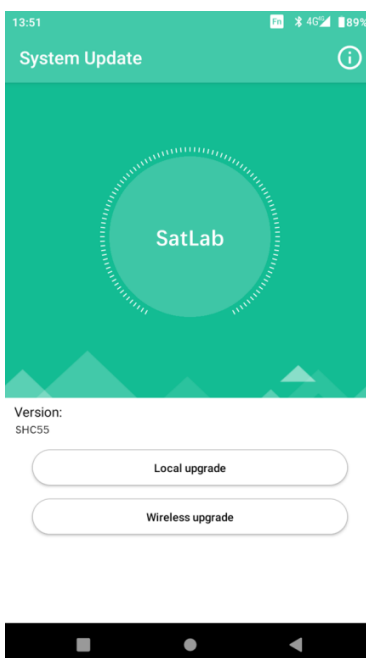 13:51
Fn 4G 89%
System Update
SatLab
Version:
SHC55
Local upgrade
Wireless upgrade